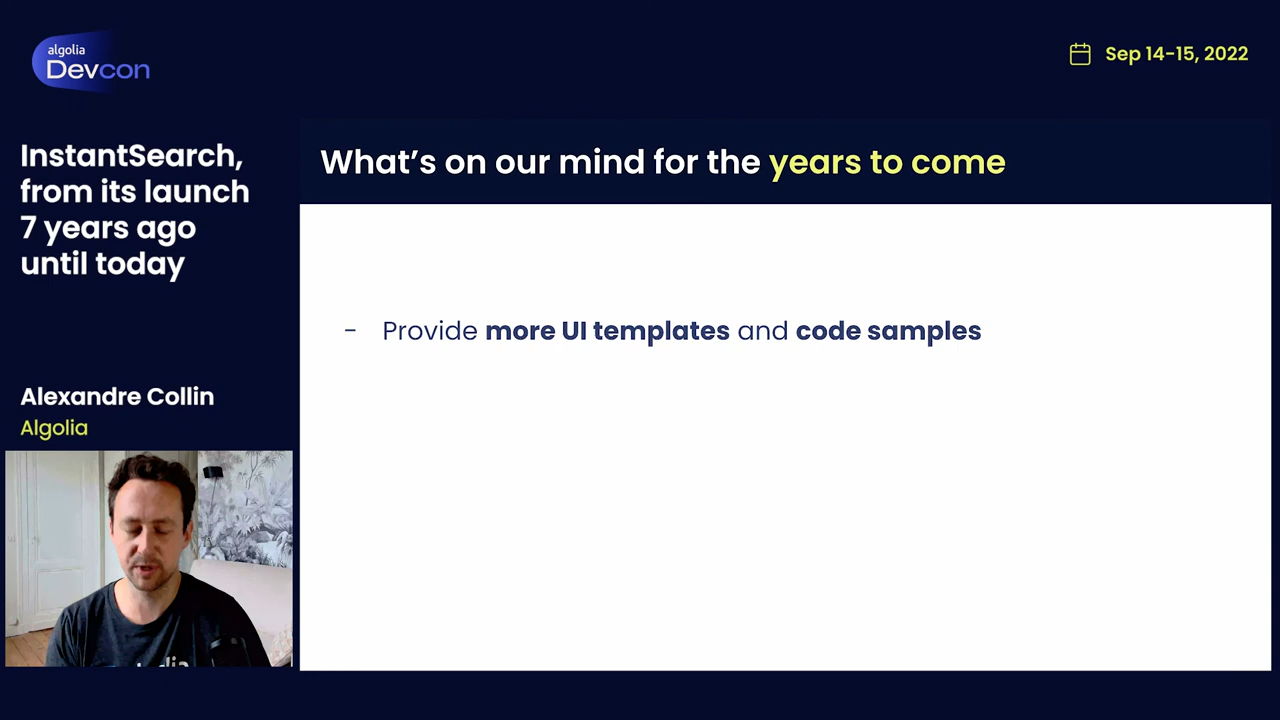 algolia
Devcon
Sep 14-15, 2022
InstantSearch,
from its launch
7 years ago
until today
What's on our mind for the years to come
- Provide more UI templates and code samples
Alexandre Collin
Algolia